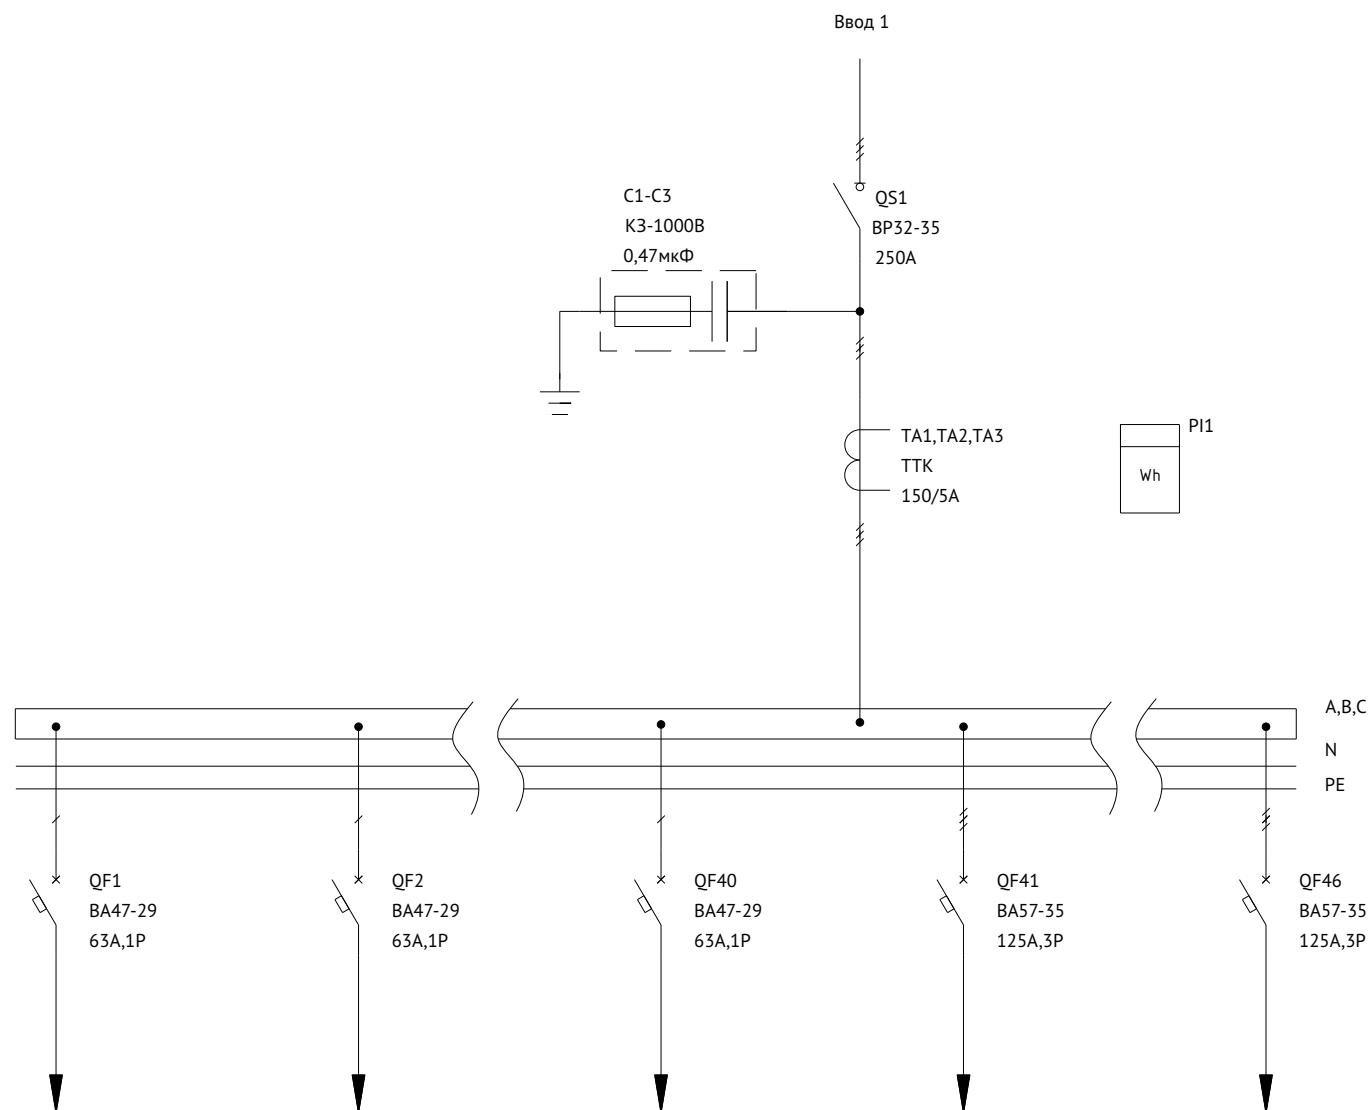 Ввод 1
С1-С3
КЗ-1000В
0,47мкФ
QS1
ВР32-35
250А
ТА1,ТА2,ТА3
ТТК
150/5А
PI1
Wh
A,B,C
N
PE
QF1
ВА47-29
63А,1Р
QF2
ВА47-29
63А,1Р
QF40
ВА47-29
63А,1Р
QF41
ВА57-35
125А,3Р
QF46
ВА57-35
125А,3Р